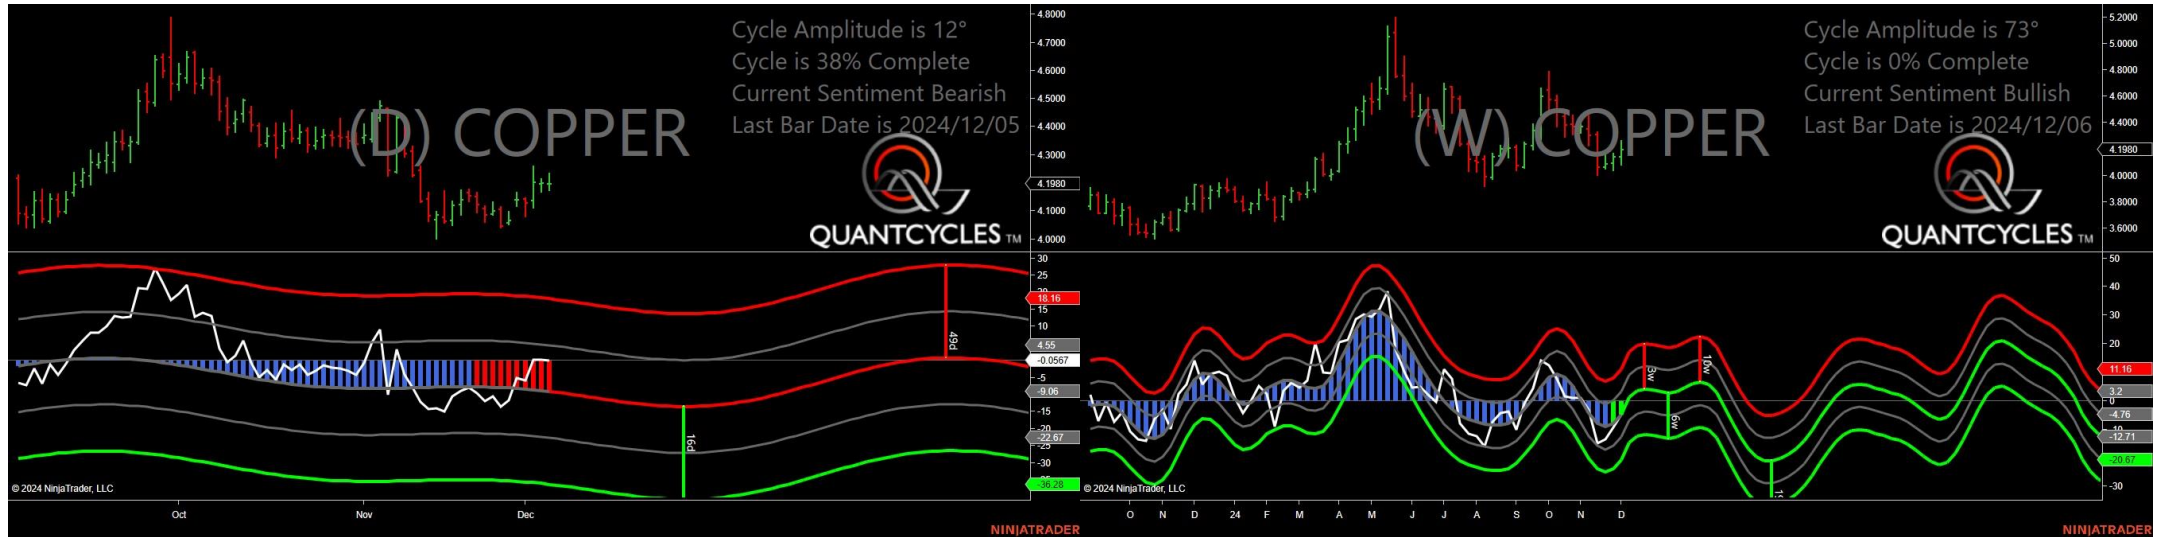 Cycle Amplitude is 12°
Cycle is 38% Complete
Current Sentiment Bearish
Last Bar Date is 2024/12/05
(D) COPPER
QUANTCYCLES TM
4.8000
4.7000
4.6000
4.5000
4.4000
4.3000
4.1980
4.1000
4.0000
30
25
20
18.16
15
10
4.55
-0.0567
-5
-9.06
-15
-22.67
-25
-30
-36.28
49d
16d
© 2024 NinjaTrader, LLC
Oct Nov Dec
NINJATRADER
Cycle Amplitude is 73°
Cycle is 0% Complete
Current Sentiment Bullish
Last Bar Date is 2024/12/06
(W) COPPER
QUANTCYCLES TM
5.2000
5.0000
4.8000
4.6000
4.4000
4.1980
4.0000
3.8000
3.6000
50
40
30
20
11.16
3.2
0
-4.76
-10
-12.71
-20.67
-30
3w
10w
6w
© 2024 NinjaTrader, LLC
O N D 24 F M A M J J A S O N D
NINJATRADER